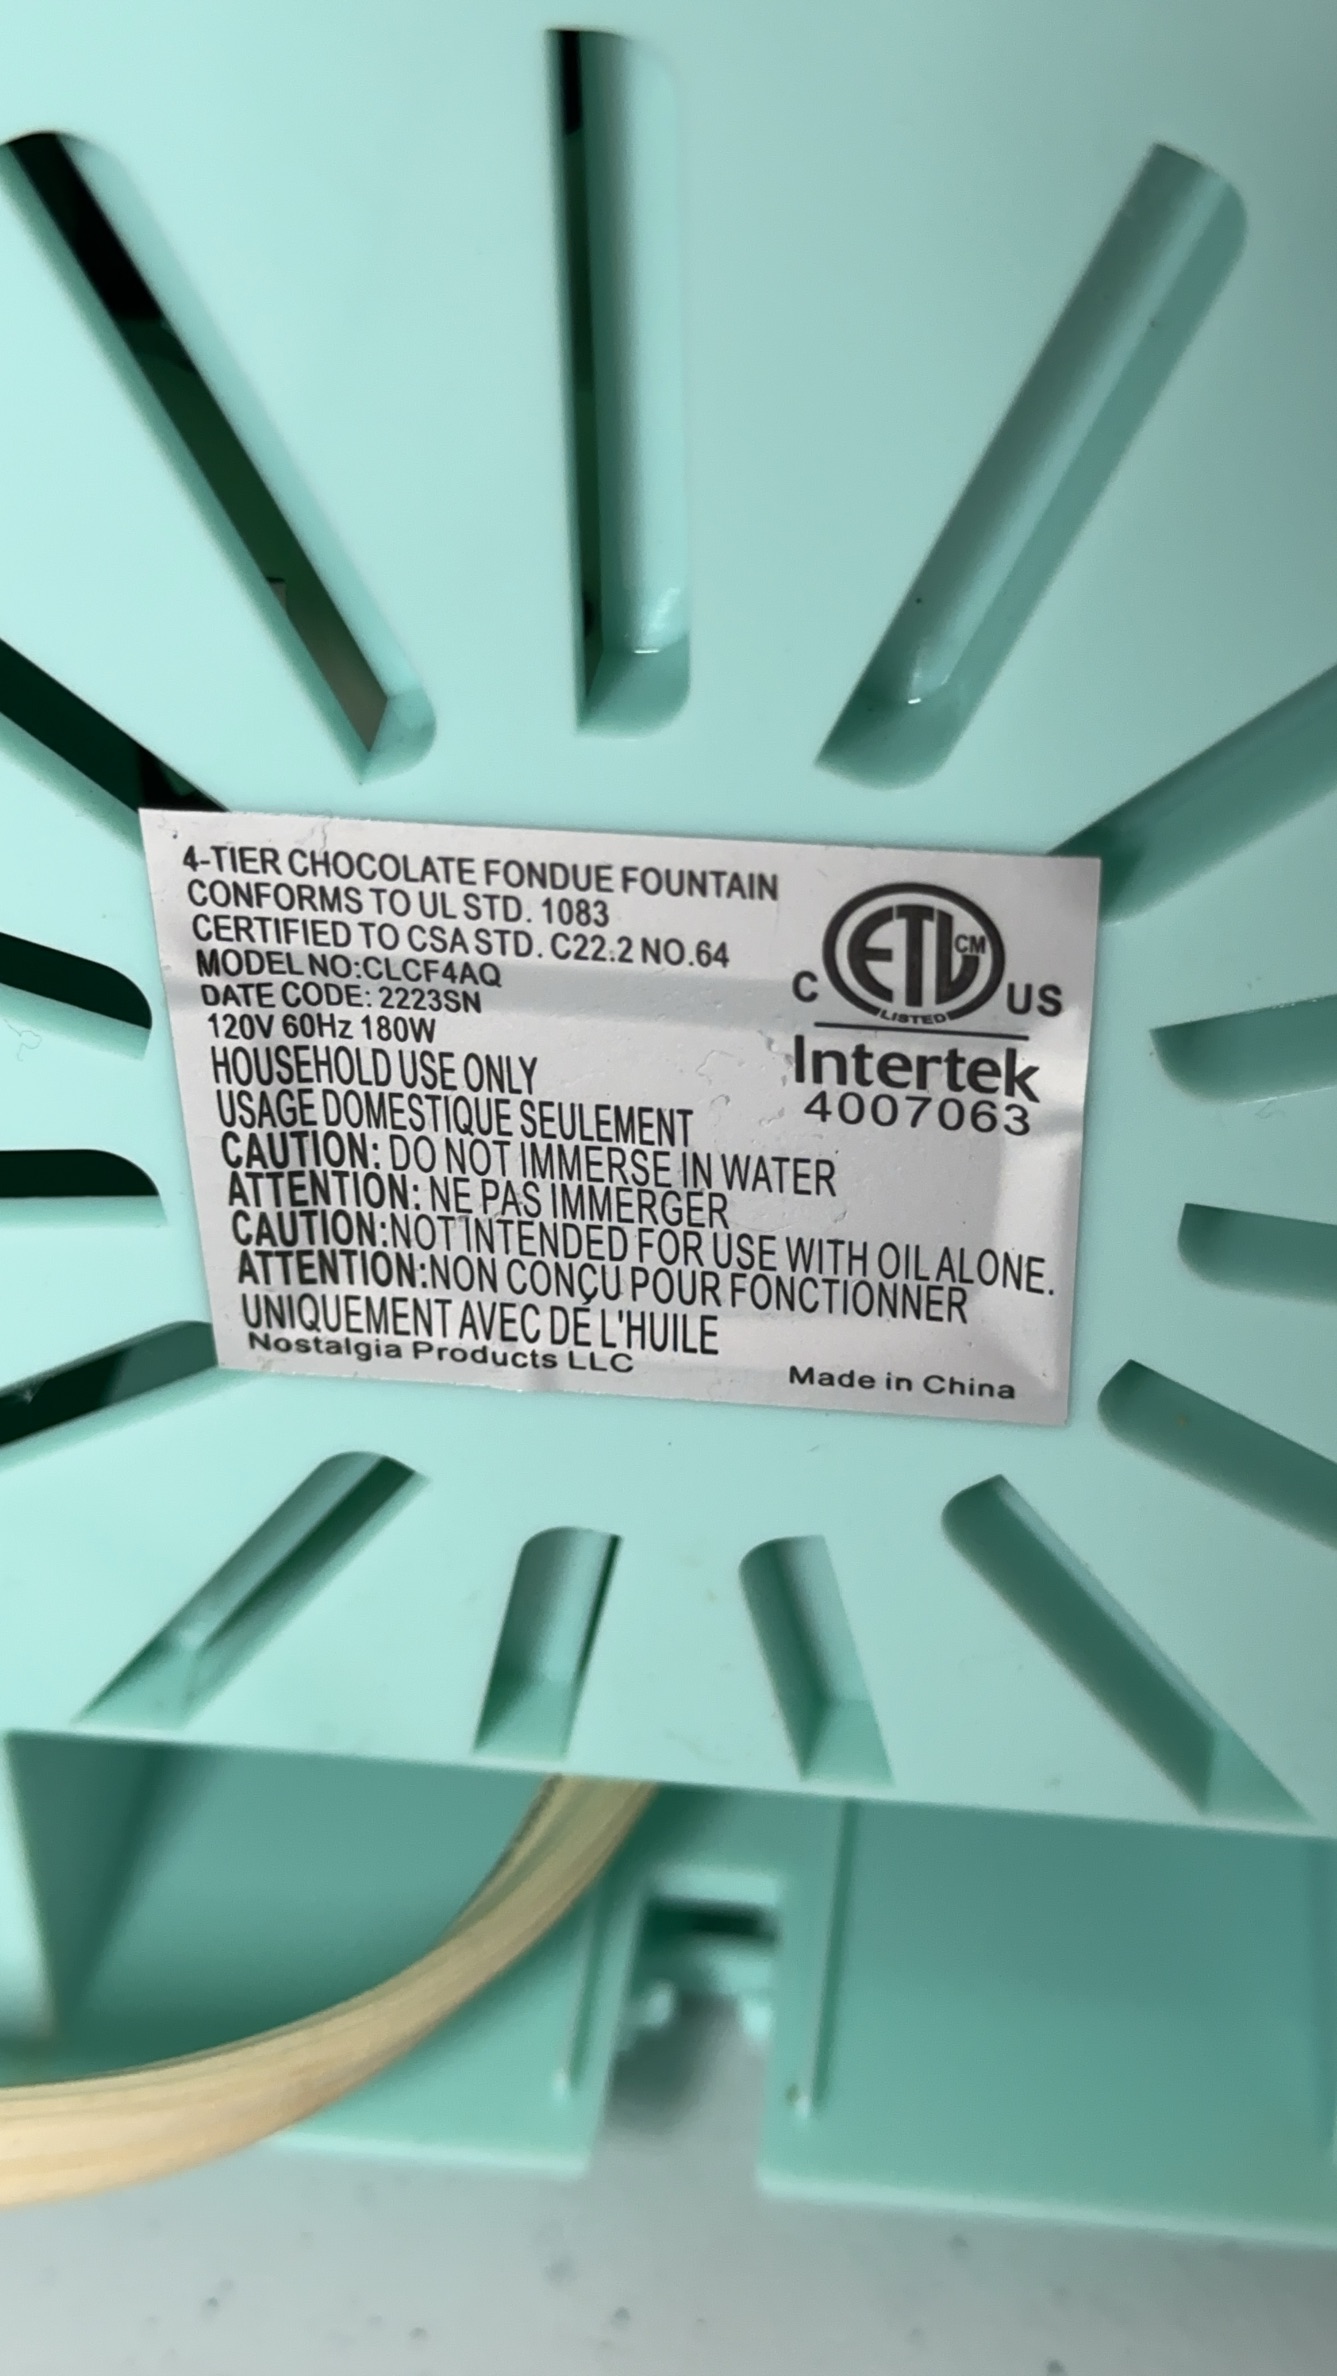 4-TIER CHOCOLATE FONDUE FOUNTAIN
CONFORMS TO UL STD. 1083
CERTIFIED TO CSA STD. C22.2 NO.64
MODEL NO:CLCF4AQ
DATE CODE: 2223SN
120V 60Hz 180W
HOUSEHOLD USE ONLY
USAGE DOMESTIQUE SEULEMENT
CAUTION: DO NOT IMMERSE IN WATER
ATTENTION: NE PAS IMMERGER
CAUTION:NOT INTENDED FOR USE WITH OIL ALONE.
ATTENTION:NON CONÇU POUR FONCTIONNER
UNIQUEMENT AVEC DE L'HUILE
Nostalgia Products LLC
Made in China
C ETL CM US
LISTED
Intertek
4007063